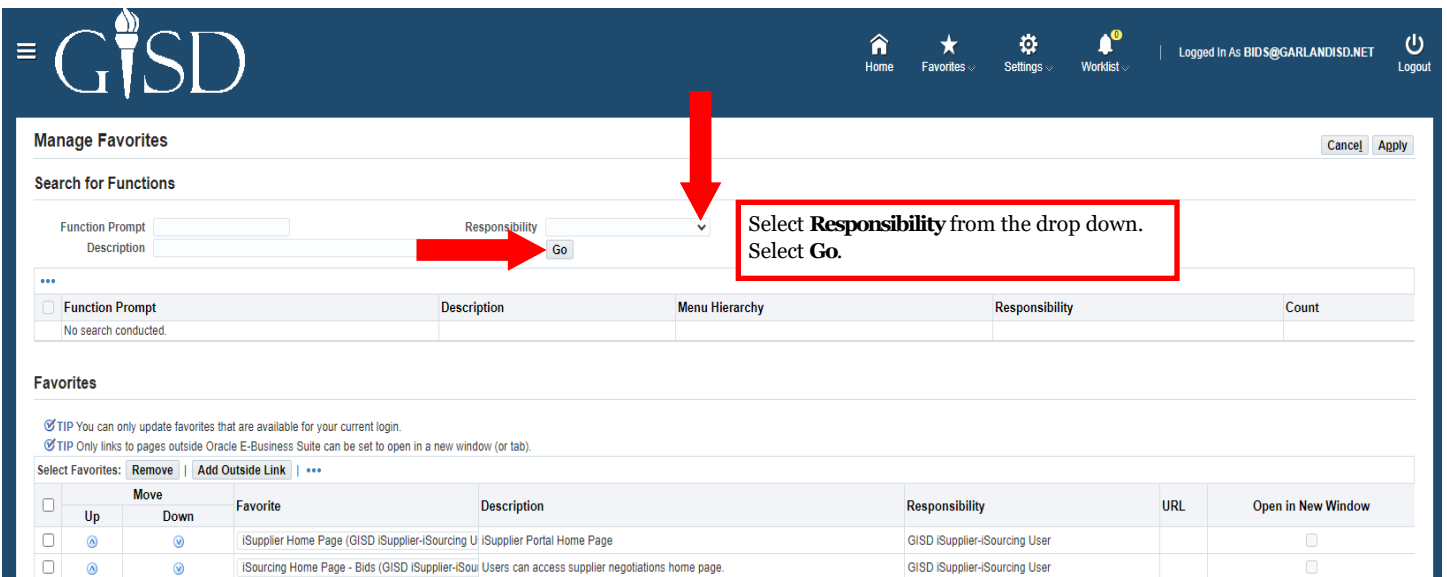 GISD
Home
Favorites
Settings
0
Worklist
Logged In As BIDS@GARLANDISD.NET
Logout
Manage Favorites
Cancel Apply
Search for Functions
Function Prompt
Responsibility
Description
Go
Select Responsibility from the drop down.
Select Go.
Function Prompt Description Menu Hierarchy Responsibility Count
No search conducted.
Favorites
TIP You can only update favorites that are available for your current login.
TIP Only links to pages outside Oracle E-Business Suite can be set to open in a new window (or tab).
Select Favorites: Remove | Add Outside Link |
Move
Up Down Favorite Description Responsibility URL Open in New Window
iSupplier Home Page (GISD iSupplier-iSourcing U iSupplier Portal Home Page GISD iSupplier-iSourcing User
iSourcing Home Page - Bids (GISD iSupplier-iSou Users can access supplier negotiations home page. GISD iSupplier-iSourcing User